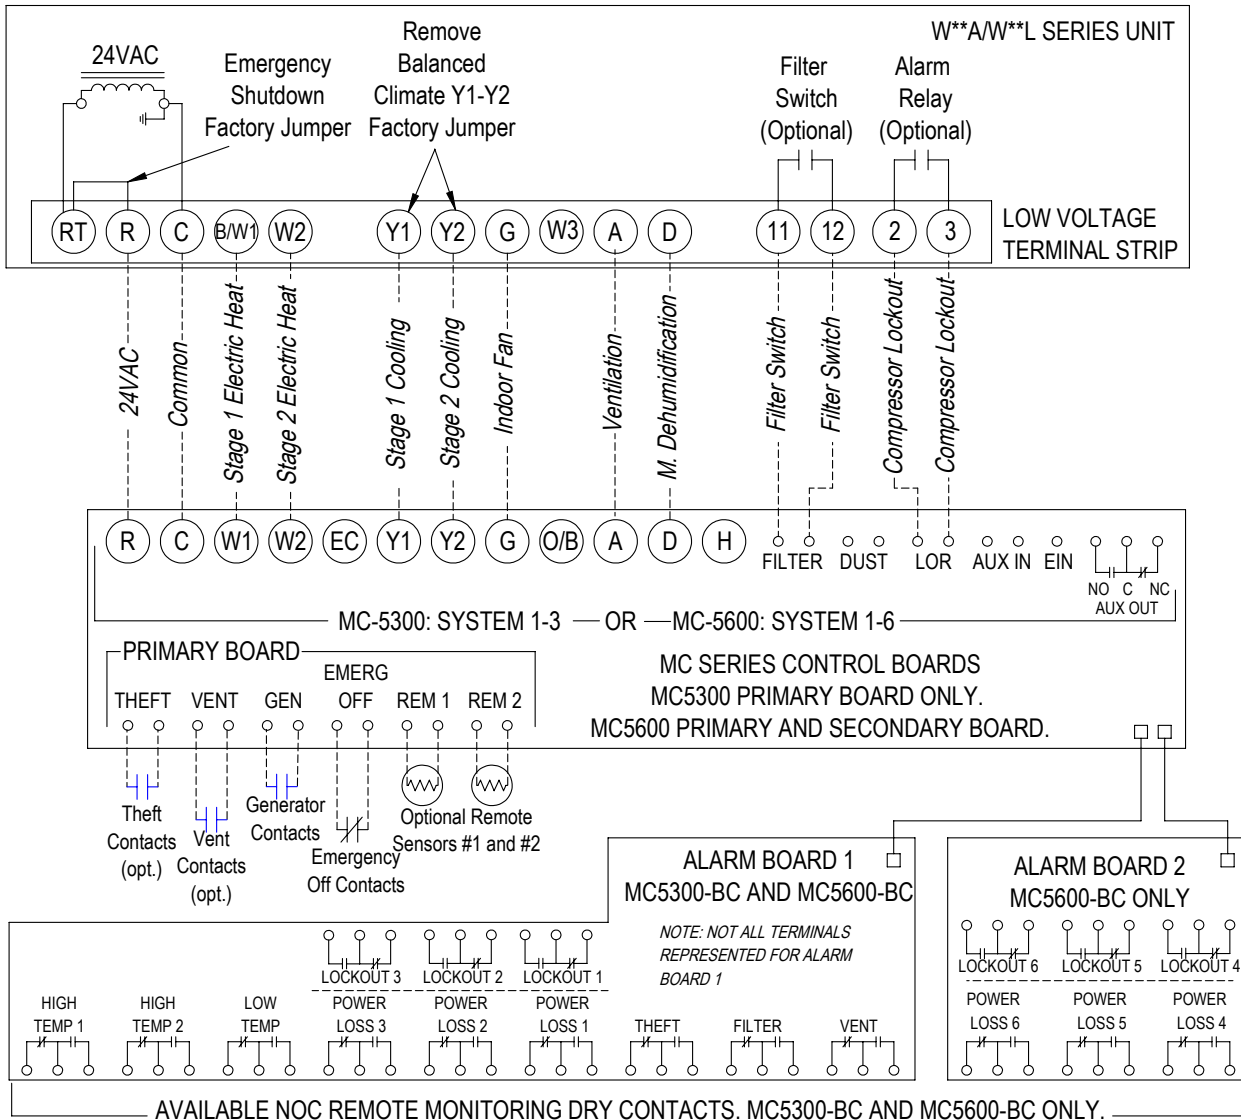 W**A/W**L SERIES UNIT
24VAC
Emergency
Shutdown
Factory Jumper
Remove
Balanced
Climate Y1-Y2
Factory Jumper
Filter
Switch
(Optional)
Alarm
Relay
(Optional)
RT R C B/W1 W2 Y1 Y2 G W3 A D 11 12 2 3
LOW VOLTAGE
TERMINAL STRIP
24VAC
Common
Stage 1 Electric Heat
Stage 2 Electric Heat
Stage 1 Cooling
Stage 2 Cooling
Indoor Fan
Ventilation
M. Dehumidification
Filter Switch
Filter Switch
Compressor Lockout
Compressor Lockout
R C W1 W2 EC Y1 Y2 G O/B A D H
FILTER DUST LOR AUX IN EIN
NO C NC
AUX OUT
MC-5300: SYSTEM 1-3 OR MC-5600: SYSTEM 1-6
PRIMARY BOARD
THEFT VENT GEN
EMERG
OFF
REM 1 REM 2
MC SERIES CONTROL BOARDS
MC5300 PRIMARY BOARD ONLY.
MC5600 PRIMARY AND SECONDARY BOARD.
Theft
Contacts
(opt.)
Vent
Contacts
(opt.)
Generator
Contacts
Emergency
Off Contacts
Optional Remote
Sensors #1 and #2
ALARM BOARD 1
MC5300-BC AND MC5600-BC
NOTE: NOT ALL TERMINALS
REPRESENTED FOR ALARM
BOARD 1
LOCKOUT 3 LOCKOUT 2 LOCKOUT 1
HIGH
TEMP 1
HIGH
TEMP 2
LOW
TEMP
POWER
LOSS 3
POWER
LOSS 2
POWER
LOSS 1
THEFT
FILTER
VENT
ALARM BOARD 2
MC5600-BC ONLY
LOCKOUT 6 LOCKOUT 5 LOCKOUT 4
POWER
LOSS 6
POWER
LOSS 5
POWER
LOSS 4
AVAILABLE NOC REMOTE MONITORING DRY CONTACTS. MC5300-BC AND MC5600-BC ONLY.